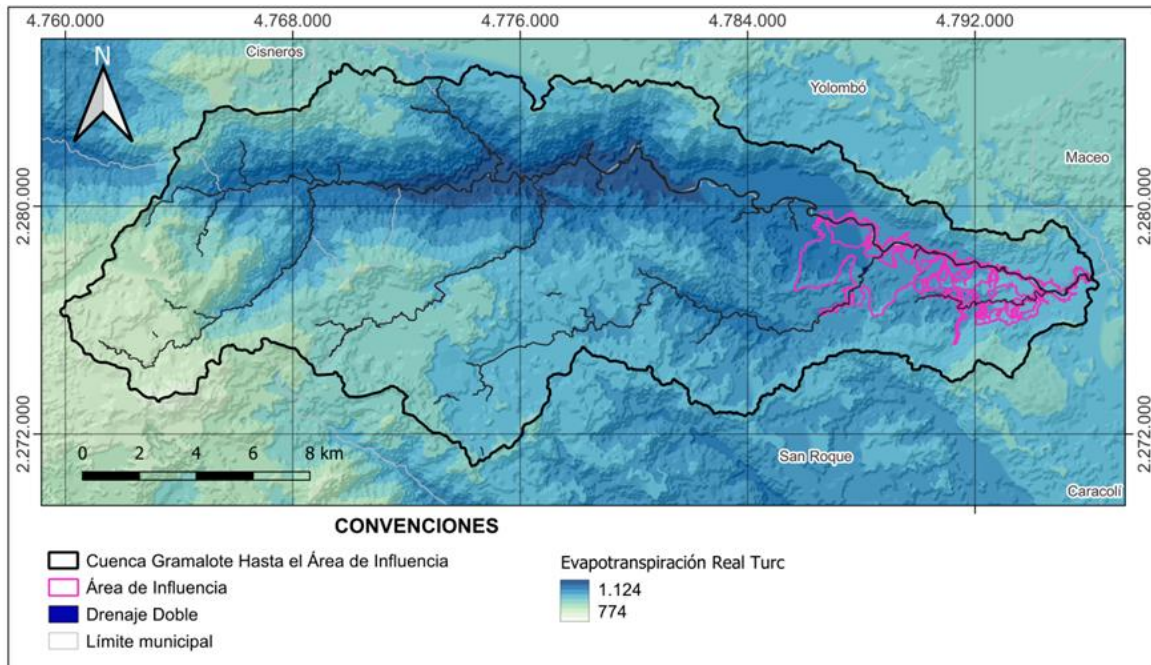 4.760.000 4.768.000 4.776.000 4.784.000 4.792.000
N
Cisneros
Yolombó
Maceo
2.280.000 2.280.000
2.272.000 2.272.000
0 2 4 6 8 km
San Roque
Caracolí
CONVENCIONES
Cuenca Gramalote Hasta el Área de Influencia
Área de Influencia
Drenaje Doble
Límite municipal
Evapotranspiración Real Turc
1.124
774